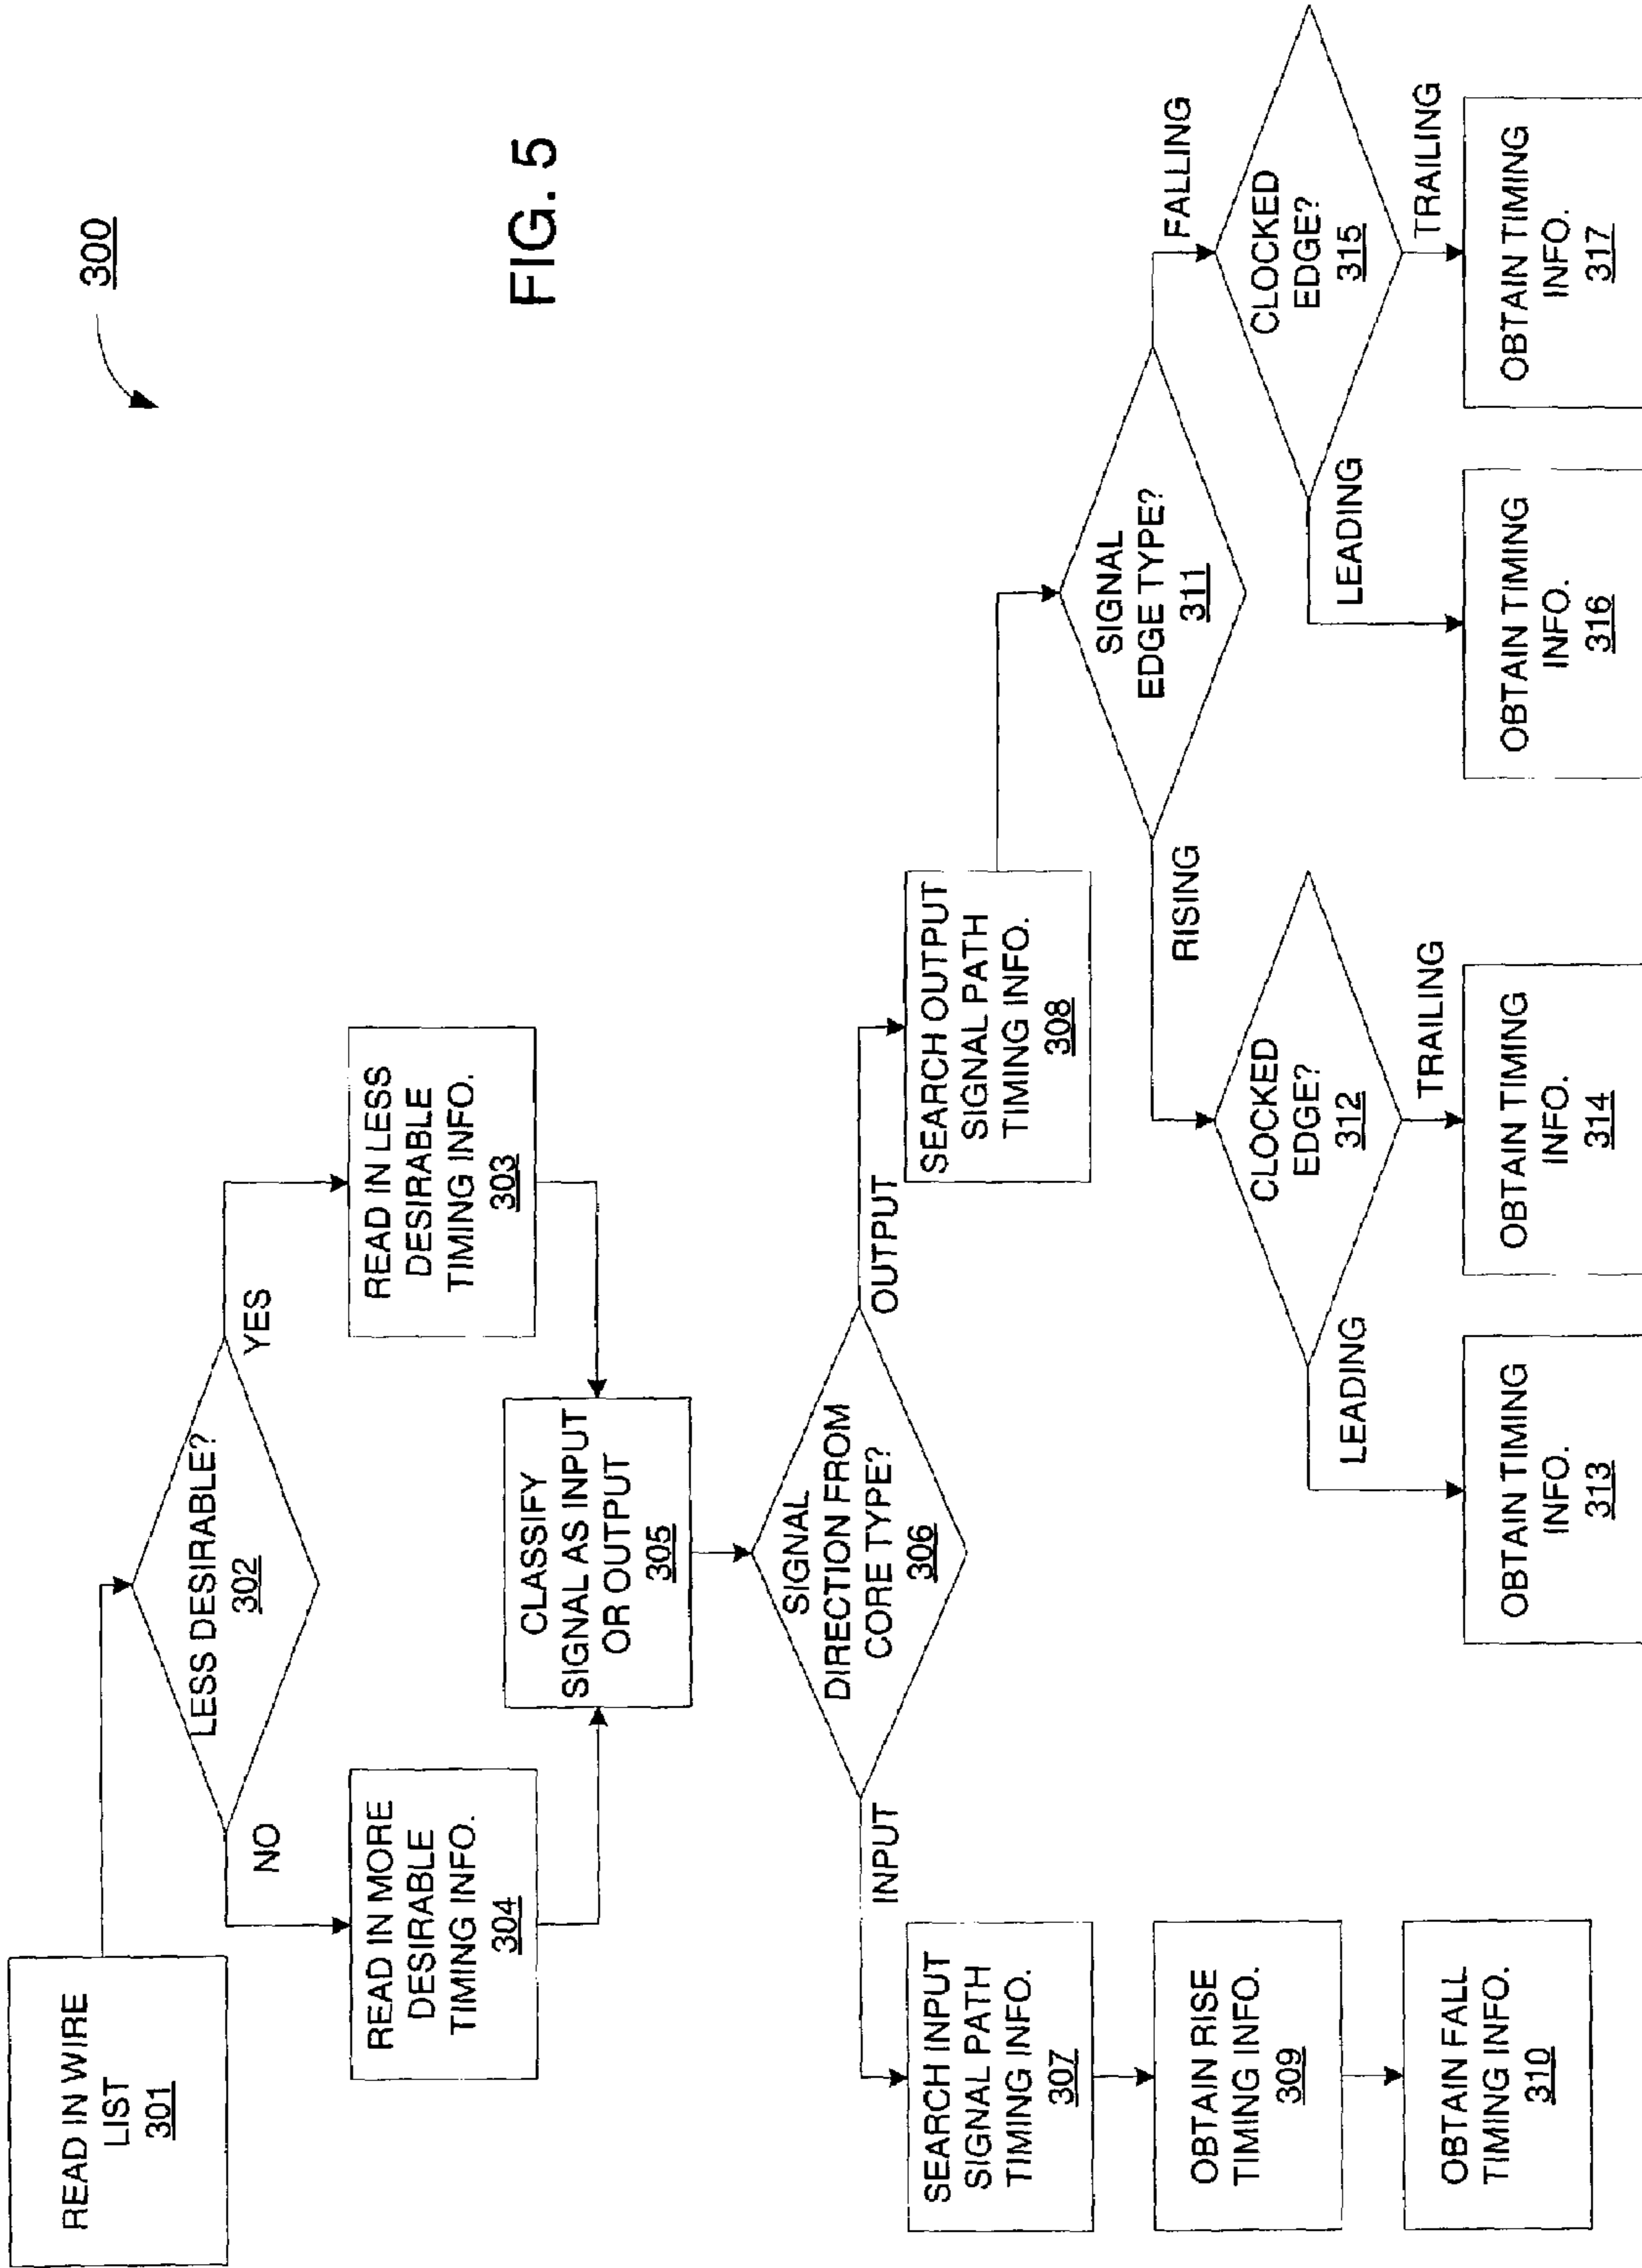 300
FIG. 5
READ IN WIRE
LIST
301
LESS DESIRABLE?
302
NO
YES
READ IN MORE
DESIRABLE
TIMING INFO.
304
READ IN LESS
DESIRABLE
TIMING INFO.
303
CLASSIFY
SIGNAL AS INPUT
OR OUTPUT
305
SIGNAL
DIRECTION FROM
CORE TYPE?
306
INPUT
OUTPUT
SEARCH INPUT
SIGNAL PATH
TIMING INFO.
307
OBTAIN RISE
TIMING INFO.
309
OBTAIN FALL
TIMING INFO.
310
SEARCH OUTPUT
SIGNAL PATH
TIMING INFO.
308
SIGNAL
EDGE TYPE?
311
RISING
FALLING
CLOCKED
EDGE?
312
LEADING
TRAILING
OBTAIN TIMING
INFO.
313
OBTAIN TIMING
INFO.
314
CLOCKED
EDGE?
315
LEADING
TRAILING
OBTAIN TIMING
INFO.
316
OBTAIN TIMING
INFO.
317